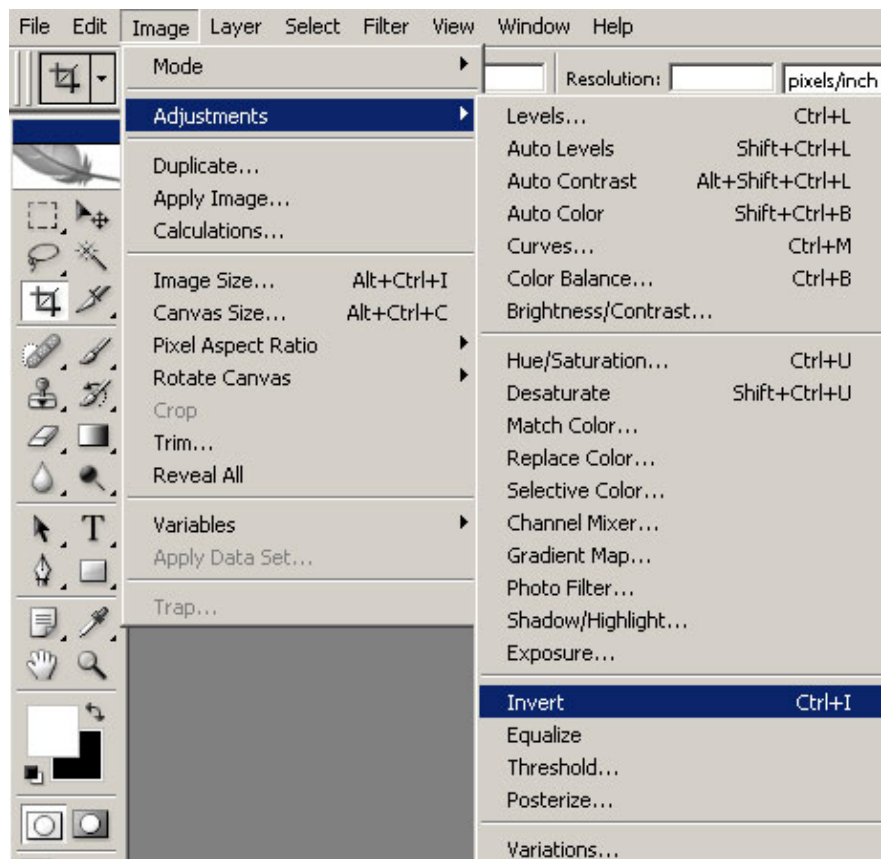 File Edit Image Layer Select Filter View Window Help
Resolution: pixels/inch
Mode
Adjustments
Duplicate...
Apply Image...
Calculations...
Image Size... Alt+Ctrl+I
Canvas Size... Alt+Ctrl+C
Pixel Aspect Ratio
Rotate Canvas
Crop
Trim...
Reveal All
Variables
Apply Data Set...
Trap...
Levels... Ctrl+L
Auto Levels Shift+Ctrl+L
Auto Contrast Alt+Shift+Ctrl+L
Auto Color Shift+Ctrl+B
Curves... Ctrl+M
Color Balance... Ctrl+B
Brightness/Contrast...
Hue/Saturation... Ctrl+U
Desaturate Shift+Ctrl+U
Match Color...
Replace Color...
Selective Color...
Channel Mixer...
Gradient Map...
Photo Filter...
Shadow/Highlight...
Exposure...
Invert Ctrl+I
Equalize
Threshold...
Posterize...
Variations...
T